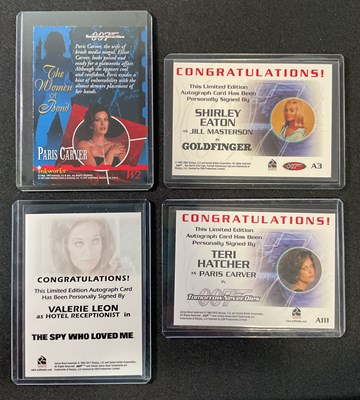 007
Paris Carver, the wife of
brash media mogul, Elliot
Carver, looks poised and
ready for a glamorous affair.
Although she appears cool
and confident, Paris exudes a
hint of vulnerability with the
almost demure placement of
her hands.
The
Women
of
Bond
PARIS CARVER
Inkworks
W2
CONGRATULATIONS!
This Limited Edition
Autograph Card Has Been
Personally Signed By
SHIRLEY
EATON
as
JILL MASTERSON
in
GOLDFINGER
007
A3
CONGRATULATIONS!
This Limited Edition Autograph Card
Has Been Personally Signed By
VALERIE LEON
as HOTEL RECEPTIONIST in
THE SPY WHO LOVED ME
CONGRATULATIONS!
This Limited Edition
Autograph Card Has Been
Personally Signed By
TERI
HATCHER
as PARIS CARVER
in
007
Tomorrow Never Dies
A111